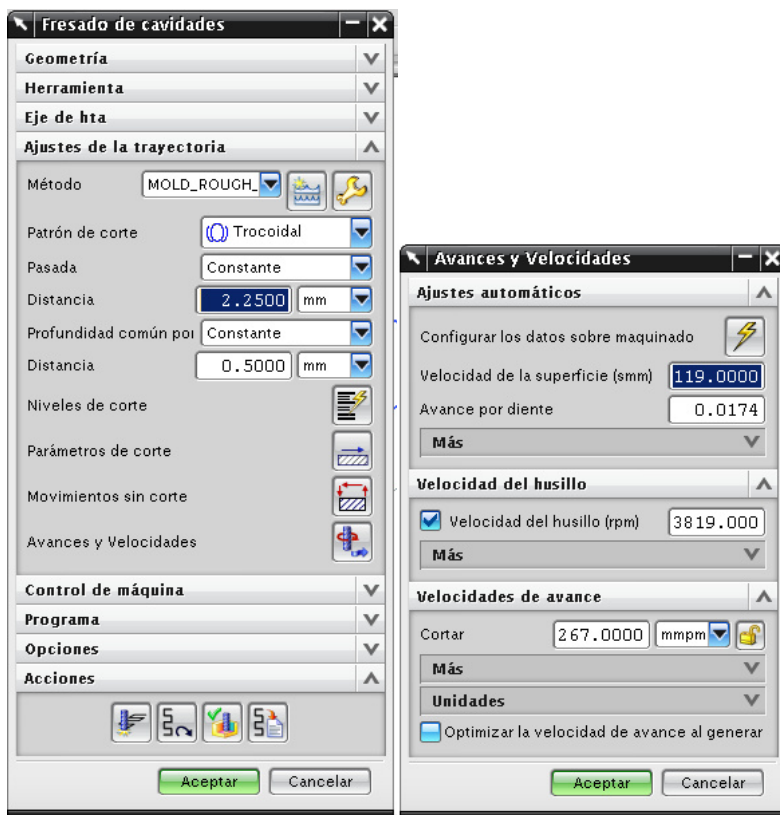 Fresado de cavidades
Geometría
Herramienta
Eje de hta
Ajustes de la trayectoria
Método MOLD_ROUGH_
Patrón de corte Trocoidal
Pasada Constante
Distancia 2.2500 mm
Profundidad común por Constante
Distancia 0.5000 mm
Niveles de corte
Parámetros de corte
Movimientos sin corte
Avances y Velocidades
Control de máquina
Programa
Opciones
Acciones
Aceptar Cancelar
Avances y Velocidades
Ajustes automáticos
Configurar los datos sobre maquinado
Velocidad de la superficie (smm) 119.0000
Avance por diente 0.0174
Más
Velocidad del husillo
Velocidad del husillo (rpm) 3819.000
Más
Velocidades de avance
Cortar 267.0000 mmpm
Más
Unidades
Optimizar la velocidad de avance al generar
Aceptar Cancelar